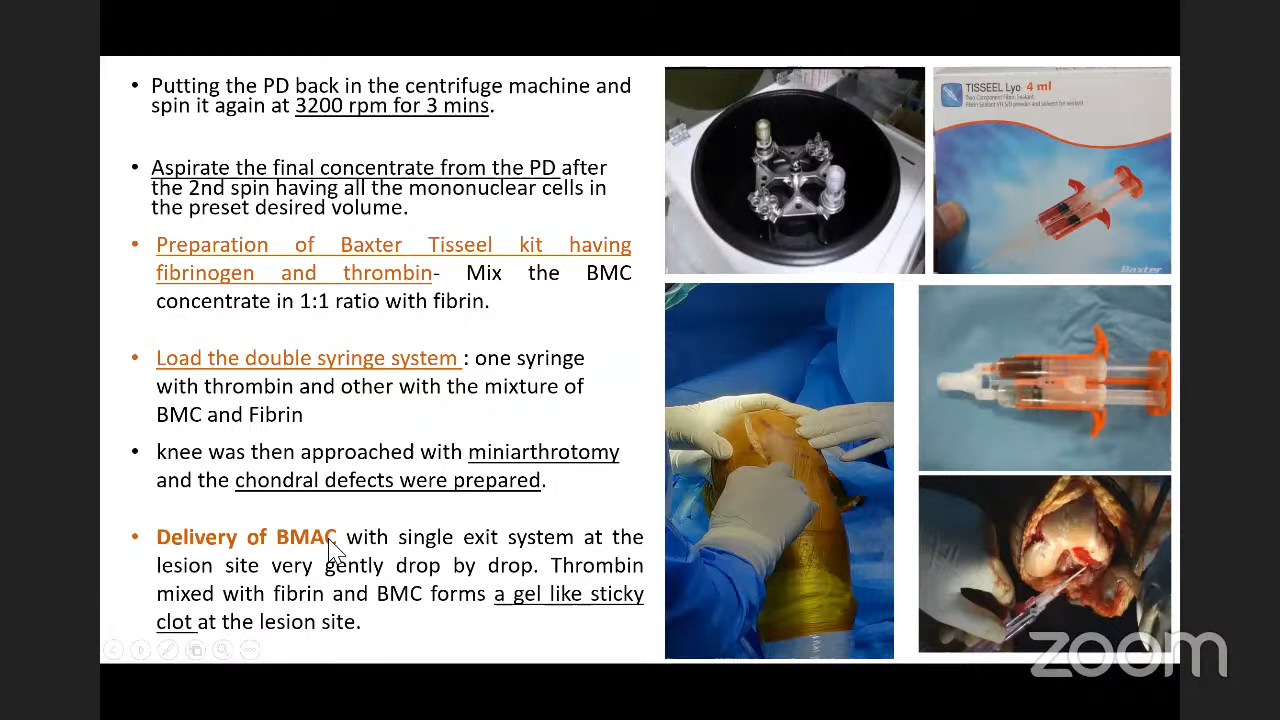 Putting the PD back in the centrifuge machine and
spin it again at 3200 rpm for 3 mins.
Aspirate the final concentrate from the PD after
the 2nd spin having all the mononuclear cells in
the preset desired volume.
Preparation of Baxter Tisseel kit having
fibrinogen and thrombin- Mix the BMC
concentrate in 1:1 ratio with fibrin.
Load the double syringe system : one syringe
with thrombin and other with the mixture of
BMC and Fibrin
knee was then approached with miniarthrotomy
and the chondral defects were prepared.
Delivery of BMAC with single exit system at the
lesion site very gently drop by drop. Thrombin
mixed with fibrin and BMC forms a gel like sticky
clot at the lesion site.
TISSEEL Lyo 4 ml
Two Component Fibrin Sealant
Fibrin Sealant VH S/D powder and solvent for sealant
Baxter
zoom